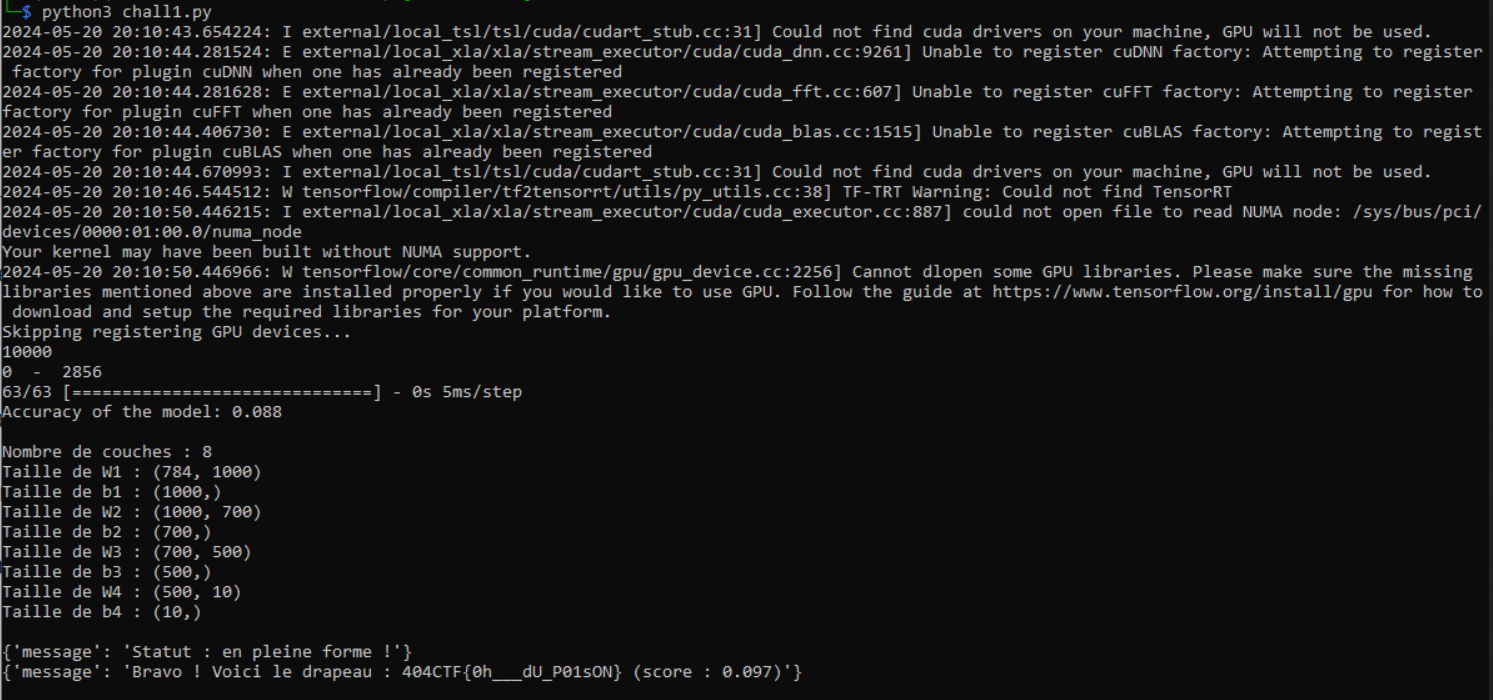 └─$ python3 chall1.py
2024-05-20 20:10:43.654224: I external/local_tsl/tsl/cuda/cudart_stub.cc:31] Could not find cuda drivers on your machine, GPU will not be used.
2024-05-20 20:10:44.281524: E external/local_xla/xla/stream_executor/cuda/cuda_dnn.cc:9261] Unable to register cuDNN factory: Attempting to register
 factory for plugin cuDNN when one has already been registered
2024-05-20 20:10:44.281628: E external/local_xla/xla/stream_executor/cuda/cuda_fft.cc:607] Unable to register cuFFT factory: Attempting to register
factory for plugin cuFFT when one has already been registered
2024-05-20 20:10:44.406730: E external/local_xla/xla/stream_executor/cuda/cuda_blas.cc:1515] Unable to register cuBLAS factory: Attempting to regist
er factory for plugin cuBLAS when one has already been registered
2024-05-20 20:10:44.670993: I external/local_tsl/tsl/cuda/cudart_stub.cc:31] Could not find cuda drivers on your machine, GPU will not be used.
2024-05-20 20:10:46.544512: W tensorflow/compiler/tf2tensorrt/utils/py_utils.cc:38] TF-TRT Warning: Could not find TensorRT
2024-05-20 20:10:50.446215: I external/local_xla/xla/stream_executor/cuda/cuda_executor.cc:887] could not open file to read NUMA node: /sys/bus/pci/
devices/0000:01:00.0/numa_node
Your kernel may have been built without NUMA support.
2024-05-20 20:10:50.446966: W tensorflow/core/common_runtime/gpu/gpu_device.cc:2256] Cannot dlopen some GPU libraries. Please make sure the missing
libraries mentioned above are installed properly if you would like to use GPU. Follow the guide at https://www.tensorflow.org/install/gpu for how to
 download and setup the required libraries for your platform.
Skipping registering GPU devices...
10000
0  -  2856
63/63 [==============================] - 0s 5ms/step
Accuracy of the model: 0.088
Nombre de couches : 8
Taille de W1 : (784, 1000)
Taille de b1 : (1000,)
Taille de W2 : (1000, 700)
Taille de b2 : (700,)
Taille de W3 : (700, 500)
Taille de b3 : (500,)
Taille de W4 : (500, 10)
Taille de b4 : (10,)
{'message': 'Statut : en pleine forme !'}
{'message': 'Bravo ! Voici le drapeau : 404CTF{0h___dU_P01sON} (score : 0.097)'}